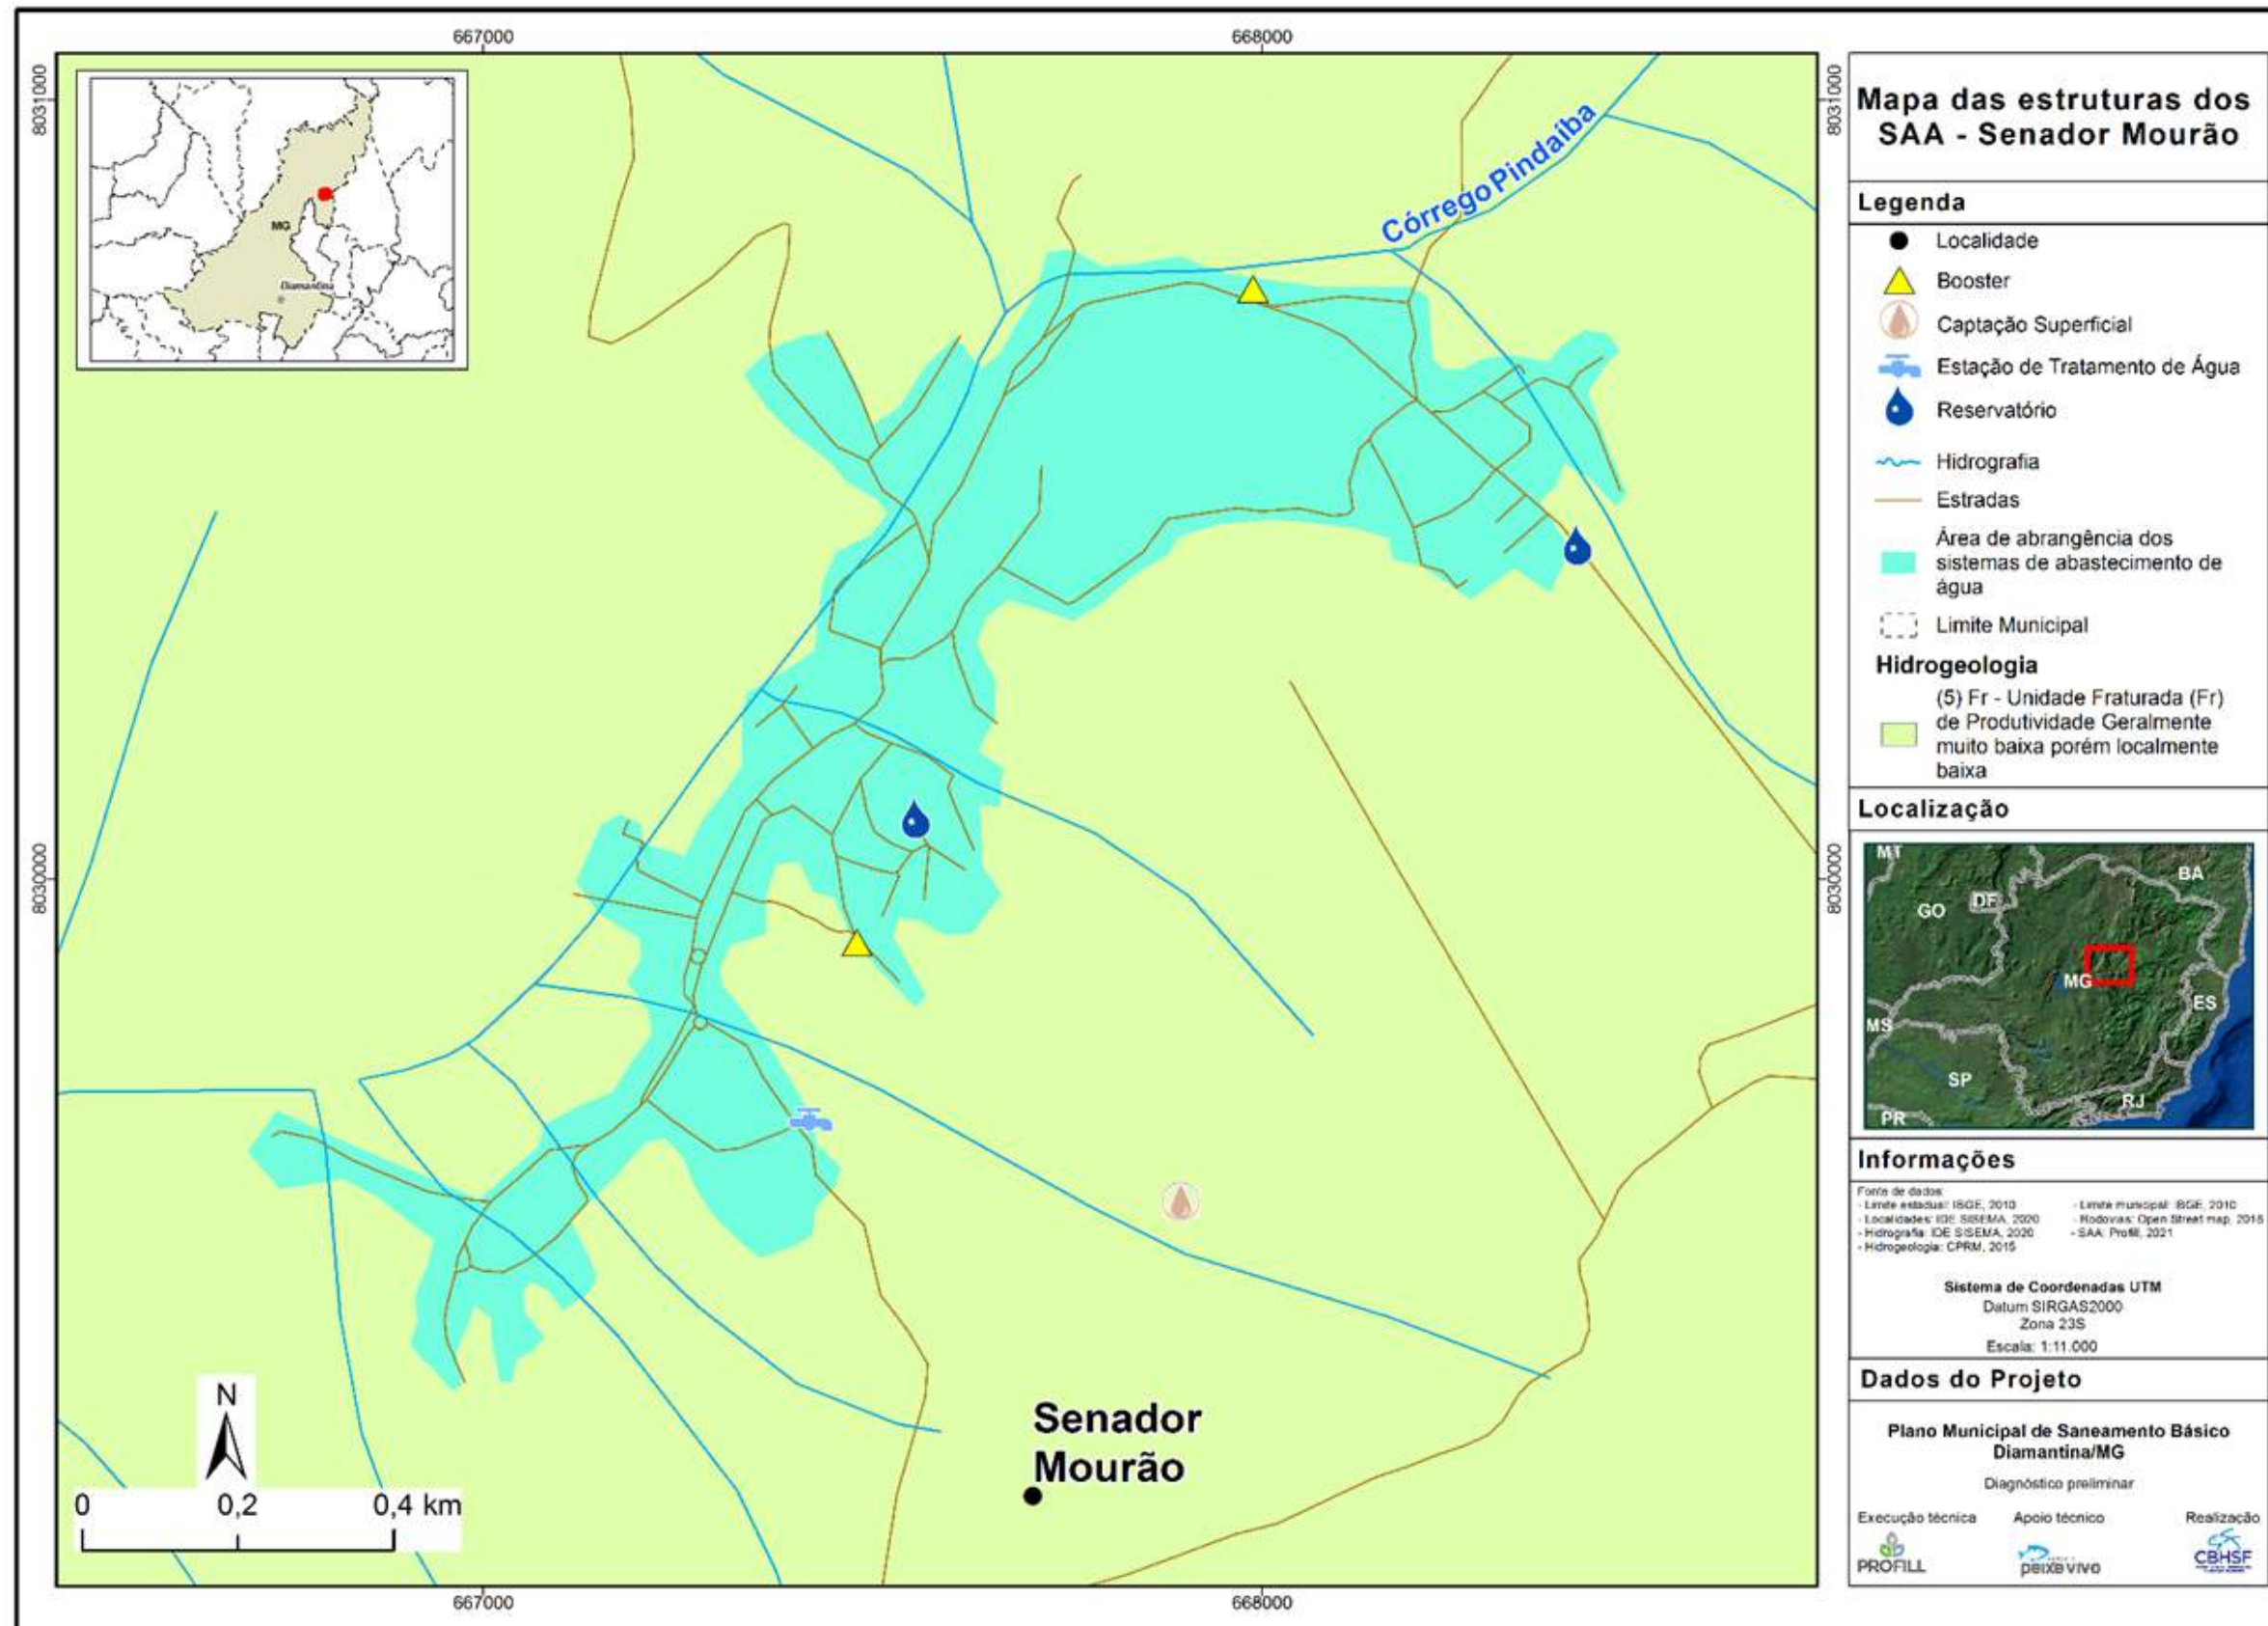 667000
668000
8031000
8031000
MG
Diamantina
Córrego Pindaíba
8030000
8030000
Senador
Mourão
N
0
0,2
0,4 km
667000
668000
Mapa das estruturas dos
SAA - Senador Mourão
Legenda
Localidade
Booster
Captação Superficial
Estação de Tratamento de Água
Reservatório
Hidrografia
Estradas
Área de abrangência dos
sistemas de abastecimento de
água
Limite Municipal
Hidrogeologia
(5) Fr - Unidade Fraturada (Fr)
de Produtividade Geralmente
muito baixa porém localmente
baixa
Localização
MT
BA
GO
DF
MG
ES
MS
SP
RJ
PR
Informações
Fonte de dados:
- Limite estadual: IBGE, 2010
- Limite municipal: IBGE, 2010
- Localidades: IDE SISEMA, 2020
- Rodovias: Open Street map, 2018
- Hidrografia: IDE SISEMA, 2020
- SAA: Profill, 2021
- Hidrogeologia: CPRM, 2015
Sistema de Coordenadas UTM
Datum SIRGAS2000
Zona 23S
Escala: 1:11.000
Dados do Projeto
Plano Municipal de Saneamento Básico
Diamantina/MG
Diagnóstico preliminar
Execução técnica
Apoio técnico
Realização
PROFILL
peixe vivo
CBHSF